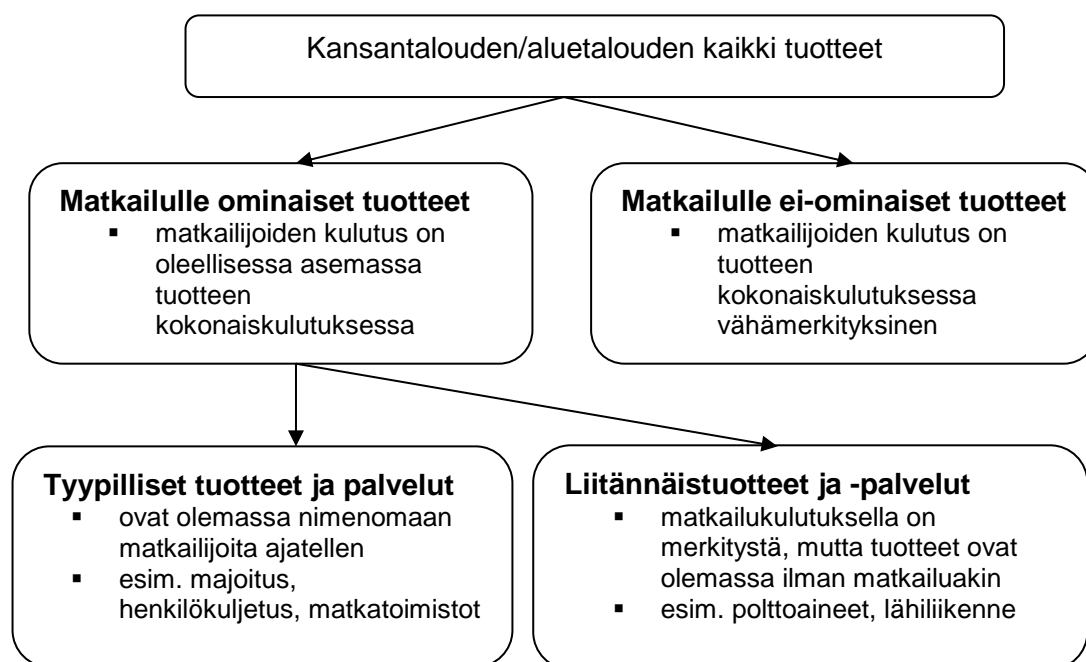 Kansantalouden/aluetalouden kaikki tuotteet
Matkailulle ominaiset tuotteet
▪ matkailijoiden kulutus on
oleellisessa asemassa
tuotteen
kokonaiskulutuksessa
Matkailulle ei-ominaiset tuotteet
▪ matkailijoiden kulutus on
tuotteen
kokonaiskulutuksessa
vähämerkityksinen
Tyypilliset tuotteet ja palvelut
▪ ovat olemassa nimenomaan
matkailijoita ajatellen
▪ esim. majoitus,
henkilökuljetus, matkatoimistot
Liitännäistuotteet ja -palvelut
▪ matkailukulutuksella on
merkitystä, mutta tuotteet ovat
olemassa ilman matkailuakin
▪ esim. polttoaineet, lähiliikenne